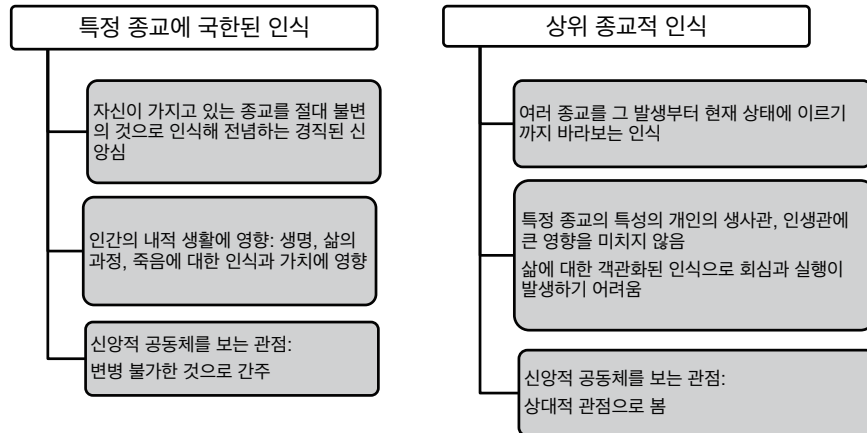 특정 종교에 국한된 인식
자신이 가지고 있는 종교를 절대 불변
의 것으로 인식해 전념하는 경직된 신
앙심
인간의 내적 생활에 영향: 생명, 삶의
과정, 죽음에 대한 인식과 가치에 영향
신앙적 공동체를 보는 관점:
변병 불가한 것으로 간주
상위 종교적 인식
여러 종교를 그 발생부터 현재 상태에 이르기
까지 바라보는 인식
특정 종교의 특성의 개인의 생사관, 인생관에
큰 영향을 미치지 않음
삶에 대한 객관화된 인식으로 회심과 실행이
발생하기 어려움
신앙적 공동체를 보는 관점:
상대적 관점으로 봄